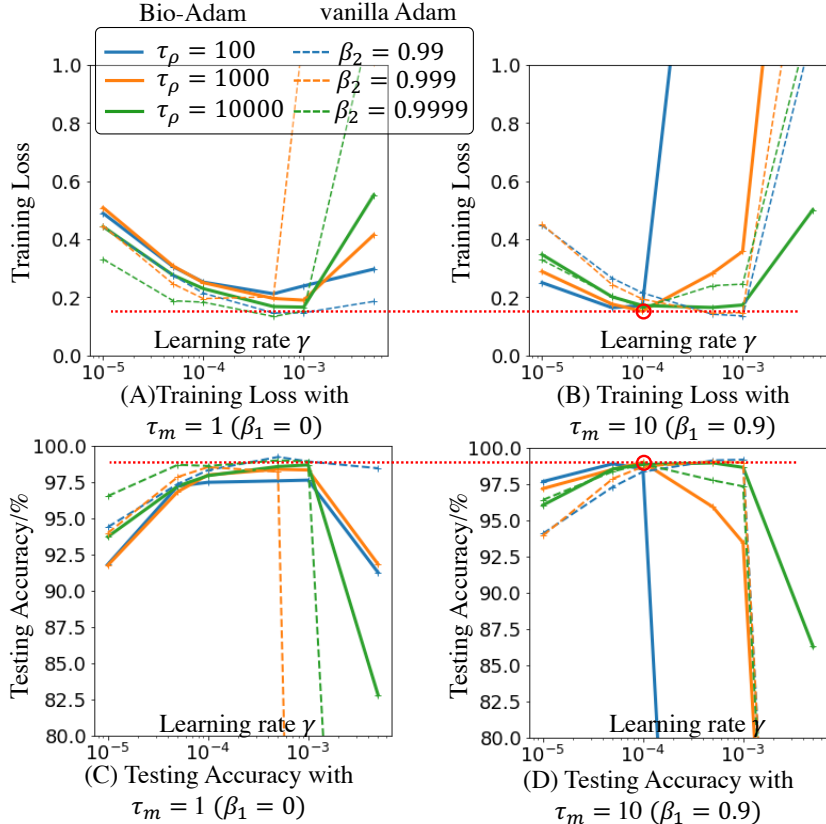 Bio-Adam vanilla Adam
τρ = 100 β₂ = 0.99
τρ = 1000 β₂ = 0.999
τρ = 10000 β₂ = 0.9999
1.0
0.8
0.6
0.4
0.2
0.0
Training Loss
Learning rate γ
10⁻⁵ 10⁻⁴ 10⁻³
(A)Training Loss with
τₘ = 1 (β₁ = 0)
1.0
0.8
0.6
0.4
0.2
0.0
Training Loss
Learning rate γ
10⁻⁵ 10⁻⁴ 10⁻³
(B) Training Loss with
τₘ = 10 (β₁ = 0.9)
100.0
97.5
95.0
92.5
90.0
87.5
85.0
82.5
80.0
Testing Accuracy/%
Learning rate γ
10⁻⁵ 10⁻⁴ 10⁻³
(C) Testing Accuracy with
τₘ = 1 (β₁ = 0)
100.0
97.5
95.0
92.5
90.0
87.5
85.0
82.5
80.0
Testing Accuracy/%
Learning rate γ
10⁻⁵ 10⁻⁴ 10⁻³
(D) Testing Accuracy with
τₘ = 10 (β₁ = 0.9)